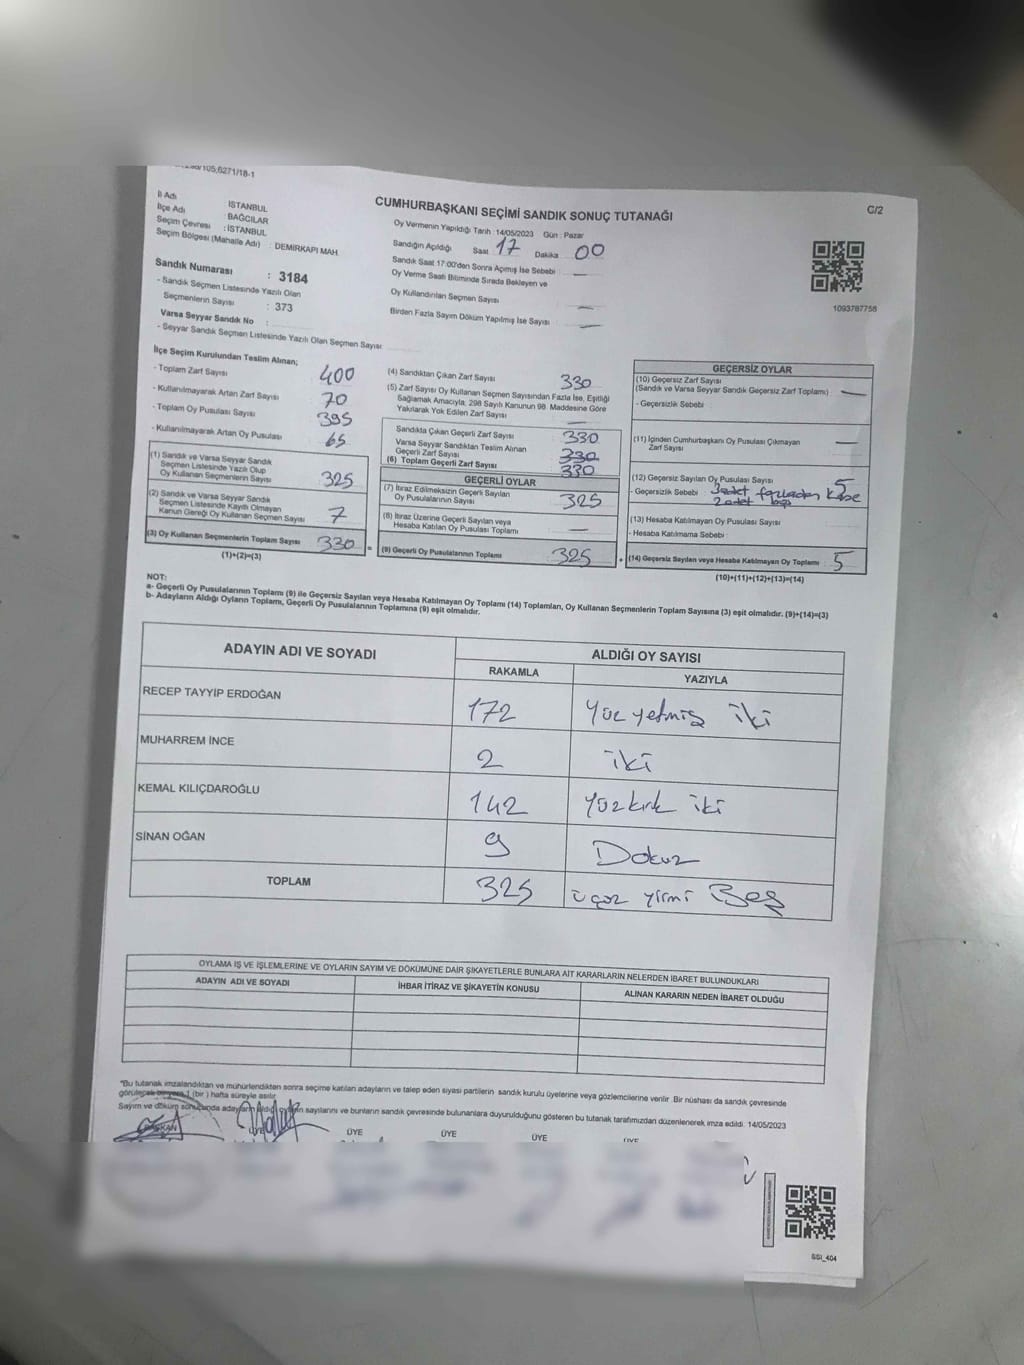 105,6271/18-1
C/2
CUMHURBAŞKANI SEÇİMİ SANDIK SONUÇ TUTANAĞI
İl Adı : İSTANBUL
İlçe Adı : BAĞCILAR
Seçim Çevresi : İSTANBUL
Seçim Bölgesi (Mahalle Adı) : DEMİRKAPI MAH.
Sandık Numarası : 3184
- Sandık Seçmen Listesinde Yazılı Olan
Seçmenlerin Sayısı : 373
Varsa Seyyar Sandık No :
- Seyyar Sandık Seçmen Listesinde Yazılı Olan Seçmen Sayısı:
Oy Vermenin Yapıldığı Tarih :14/05/2023 Gün : Pazar
Sandığın Açıldığı Saat 17 Dakika 00
Sandık Saat 17:00'den Sonra Açımış İse Sebebi :
Oy Verme Saati Bitiminde Sırada Bekleyen ve
Oy Kullandırılan Seçmen Sayısı
Birden Fazla Sayım Döküm Yapılmış İse Sayısı
1093787758
İlçe Seçim Kurulundan Teslim Alınan;
- Toplam Zarf Sayısı 400
- Kullanılmayarak Artan Zarf Sayısı 70
- Toplam Oy Pusulası Sayısı 395
- Kullanılmayarak Artan Oy Pusulası 65
(1) Sandık ve Varsa Seyyar Sandık
Seçmen Listesinde Yazılı Olup
Oy Kullanan Seçmenlerin Sayısı 325
(2) Sandık ve Varsa Seyyar Sandık
Seçmen Listesinde Kayıtlı Olmayan
Kanun Gereği Oy Kullanan Seçmen Sayısı 7
(3) Oy Kullanan Seçmenlerin Toplam Sayısı 330 =
(1)+(2)=(3)
(4) Sandıktan Çıkan Zarf Sayısı 330
(5) Zarf Sayısı Oy Kullanan Seçmen Sayısından Fazla İse, Eşitliği
Sağlamak Amacıyla, 298 Sayılı Kanunun 98. Maddesine Göre
Yakılarak Yok Edilen Zarf Sayısı
Sandıkta Çıkan Geçerli Zarf Sayısı 330
Varsa Seyyar Sandıktan Teslim Alınan
Geçerli Zarf Sayısı 330
(6) Toplam Geçerli Zarf Sayısı 330
GEÇERLİ OYLAR
(7) İtiraz Edilmeksizin Geçerli Sayılan
Oy Pusulalarının Sayısı 325
(8) İtiraz Üzerine Geçerli Sayılan veya
Hesaba Katılan Oy Pusulası Toplamı
(9) Geçerli Oy Pusulalarının Toplamı 325 +
GEÇERSİZ OYLAR
(10) Geçersiz Zarf Sayısı
(Sandık ve Varsa Seyyar Sandık Geçersiz Zarf Toplamı) :
- Geçersizlik Sebebi :
(11) İçinden Cumhurbaşkanı Oy Pusulası Çıkmayan
Zarf Sayısı
(12) Geçersiz Sayılan Oy Pusulası Sayısı 5
- Geçersizlik Sebebi 3 adet fazladan Kaşe
2 adet boş
(13) Hesaba Katılmayan Oy Pusulası Sayısı :
- Hesaba Katılmama Sebebi :
(14) Geçersiz Sayılan veya Hesaba Katılmayan Oy Toplamı : 5
(10)+(11)+(12)+(13)=(14)
NOT:
a- Geçerli Oy Pusulalarının Toplamı (9) ile Geçersiz Sayılan veya Hesaba Katılmayan Oy Toplamı (14) Toplamları, Oy Kullanan Seçmenlerin Toplam Sayısına (3) eşit olmalıdır. (9)+(14)=(3)
b- Adayların Aldığı Oyların Toplamı, Geçerli Oy Pusulalarının Toplamına (9) eşit olmalıdır.
ADAYIN ADI VE SOYADI
ALDIĞI OY SAYISI
RAKAMLA
YAZIYLA
RECEP TAYYİP ERDOĞAN 172 Yüz yetmiş iki
MUHARREM İNCE 2 iki
KEMAL KILIÇDAROĞLU 142 Yüzkırk iki
SİNAN OĞAN 9 Dokuz
TOPLAM 325 üçyüz yirmi Beş
OYLAMA İŞ VE İŞLEMLERİNE VE OYLARIN SAYIM VE DÖKÜMÜNE DAİR ŞİKAYETLERLE BUNLARA AİT KARARLARIN NELERDEN İBARET BULUNDUKLARI
ADAYIN ADI VE SOYADI
İHBAR İTİRAZ VE ŞİKAYETİN KONUSU
ALINAN KARARIN NEDEN İBARET OLDUĞU
"Bu tutanak imzalandıktan ve mühürlendikten sonra seçime katılan adayların ve talep eden siyasi partilerin sandık kurulu üyelerine veya gözlemcilerine verilir. Bir nüshası da sandık çevresinde
görülecek bir yere 1 (bir ) hafta süreyle asılır.
Sayım ve döküm sonucunda adayların aldığı oyların sayılarını ve bunların sandık çevresinde bulunanlara duyurulduğunu gösteren bu tutanak tarafımızdan düzenlenerek imza edildi. 14/05/2023
BAŞKAN ÜYE ÜYE ÜYE ÜYE ÜYE
SSI_404